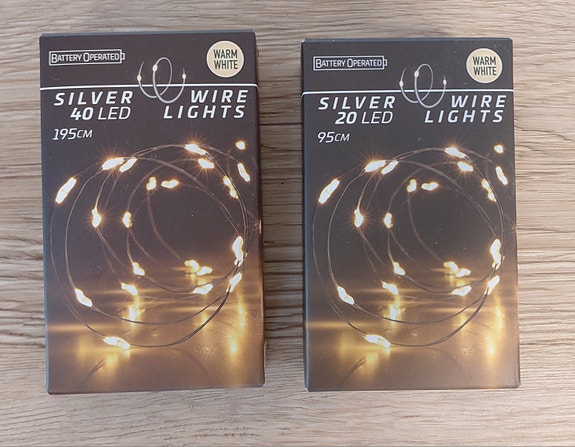 BATTERY OPERATED
WARM
WHITE
SILVER WIRE
40 LED LIGHTS
195CM
BATTERY OPERATED
WARM
WHITE
SILVER WIRE
20 LED LIGHTS
95CM